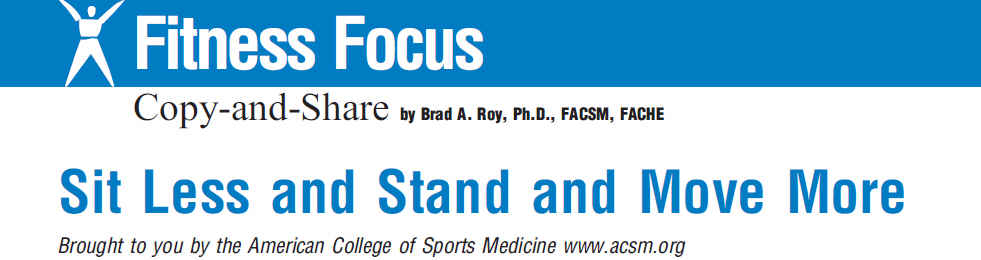 Fitness Focus
Copy-and-Share by Brad A. Roy, Ph.D., FACSM, FACHE
Sit Less and Stand and Move More
Brought to you by the American College of Sports Medicine www.acsm.org